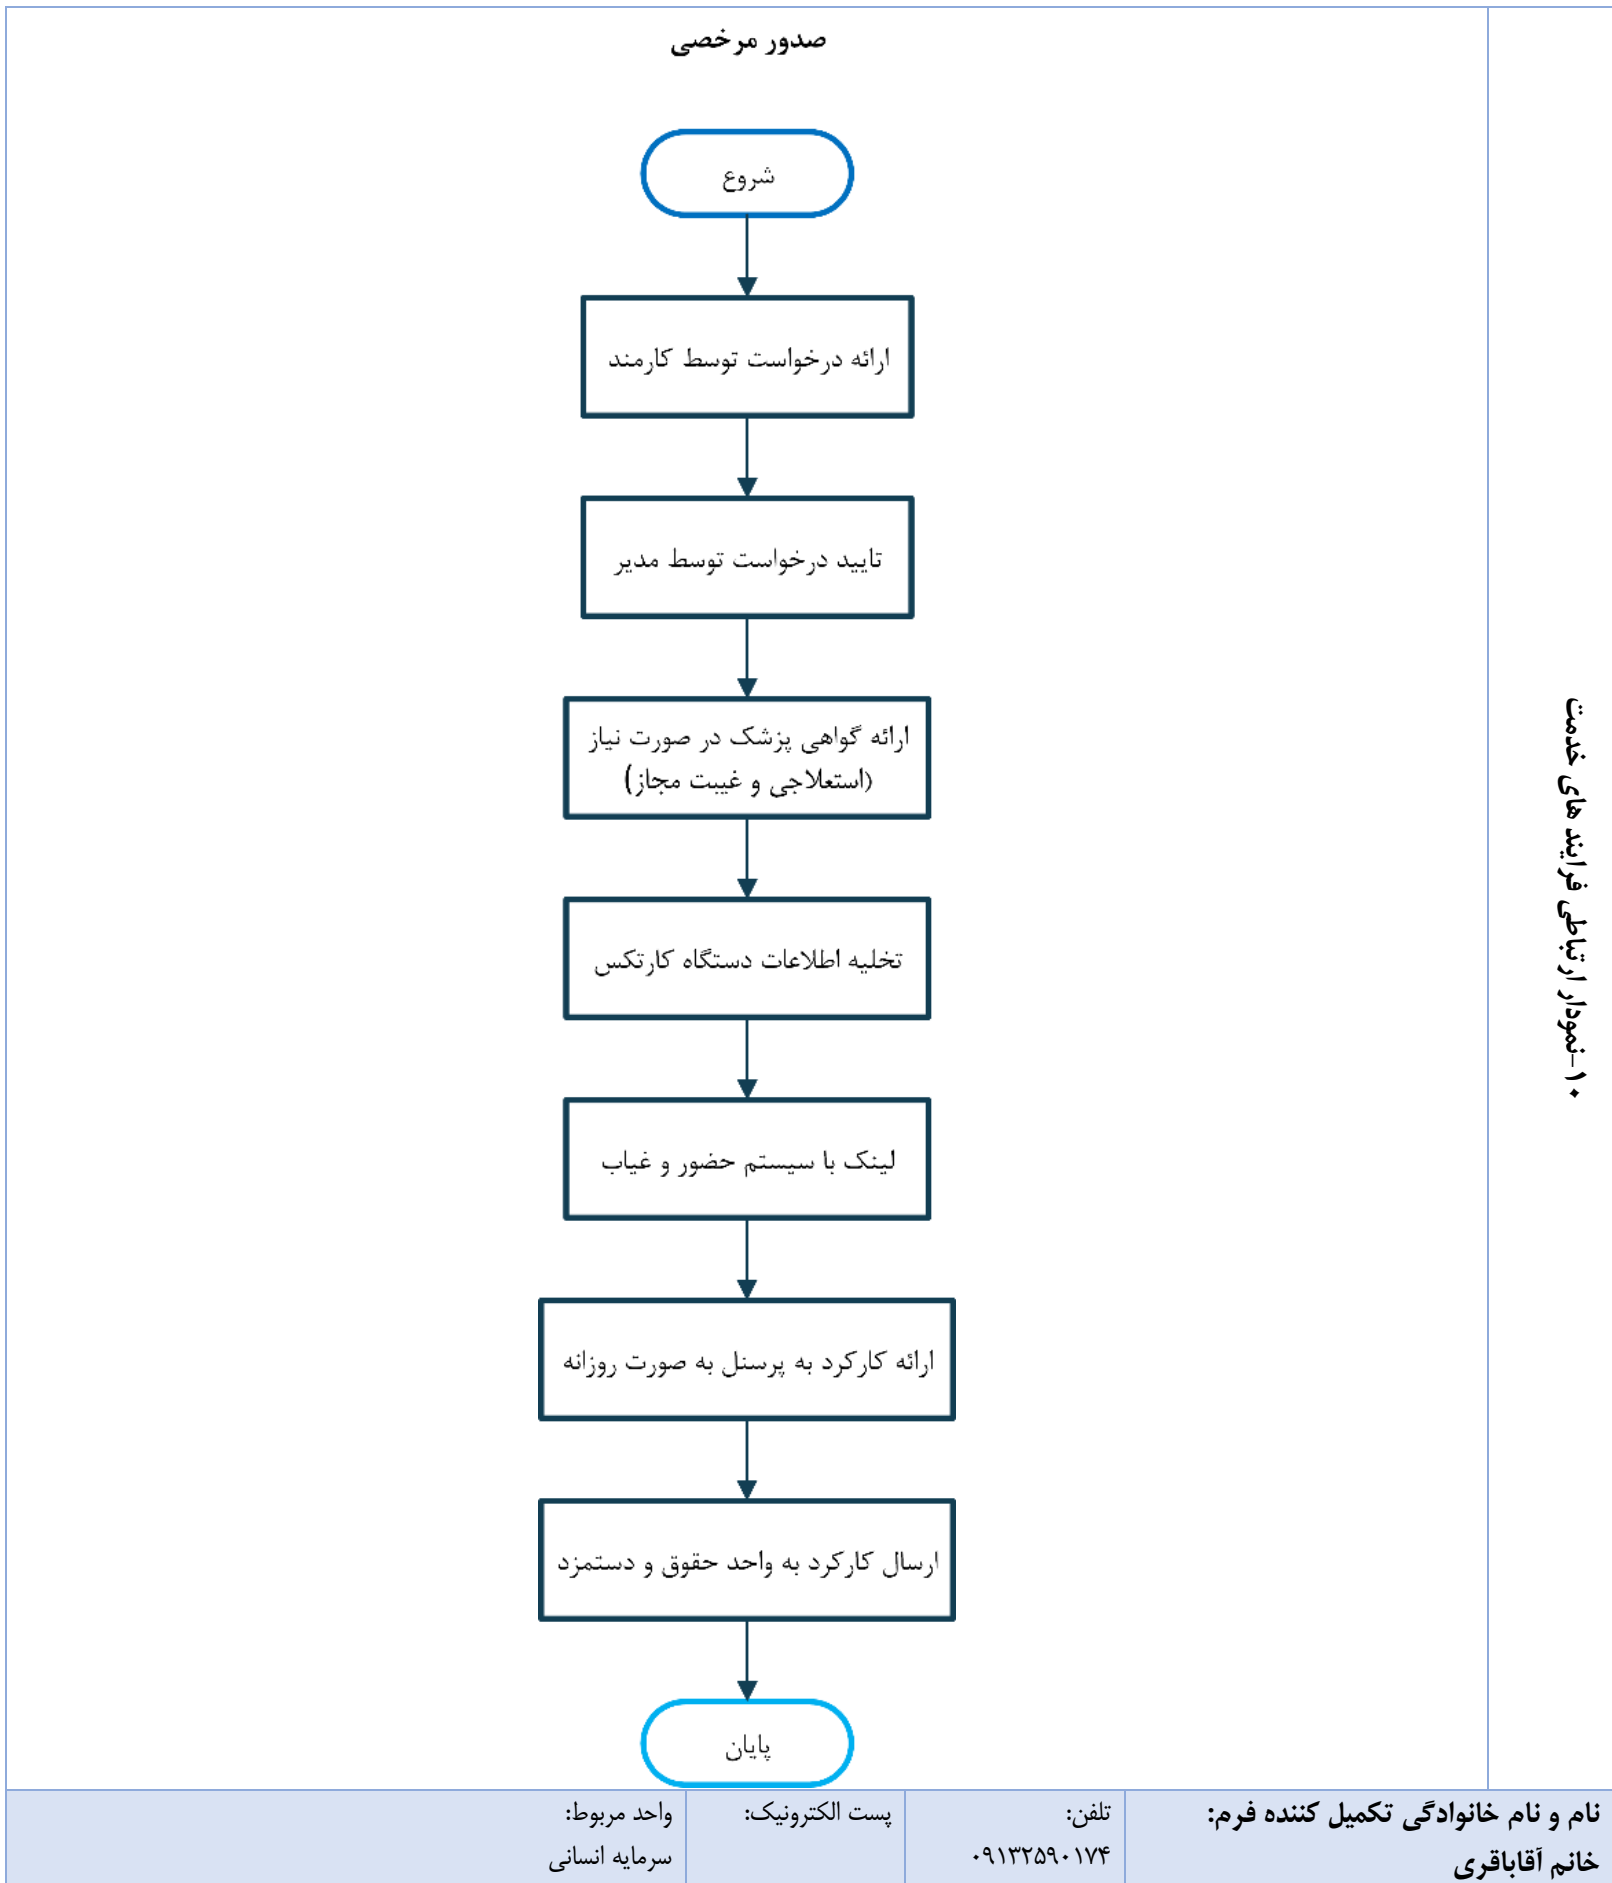 صدور مرخصی
شروع
ارائه درخواست توسط کارمند
تایید درخواست توسط مدیر
ارائه گواهی پزشک در صورت نیاز
(استعلاجی و غیبت مجاز)
تخلیه اطلاعات دستگاه کارتکس
لینک با سیستم حضور و غیاب
ارائه کارکرد به پرسنل به صورت روزانه
ارسال کارکرد به واحد حقوق و دستمزد
پایان
۱۰-نمودار ارتباطی فرایند های خدمت
نام و نام خانوادگی تکمیل کننده فرم:
خانم آقاباقری
تلفن:
۰۹۱۳۲۵۹۰۱۷۴
پست الکترونیک:
واحد مربوط:
سرمایه انسانی